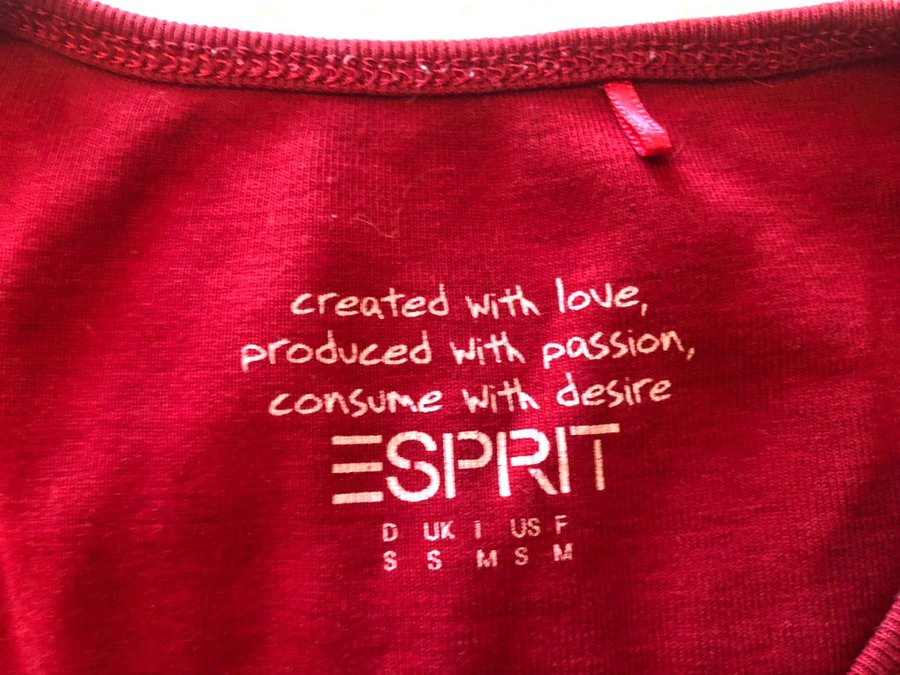 created with love,
produced with passion,
consume with desire
ESPRIT
D UK I US F
S S M S M